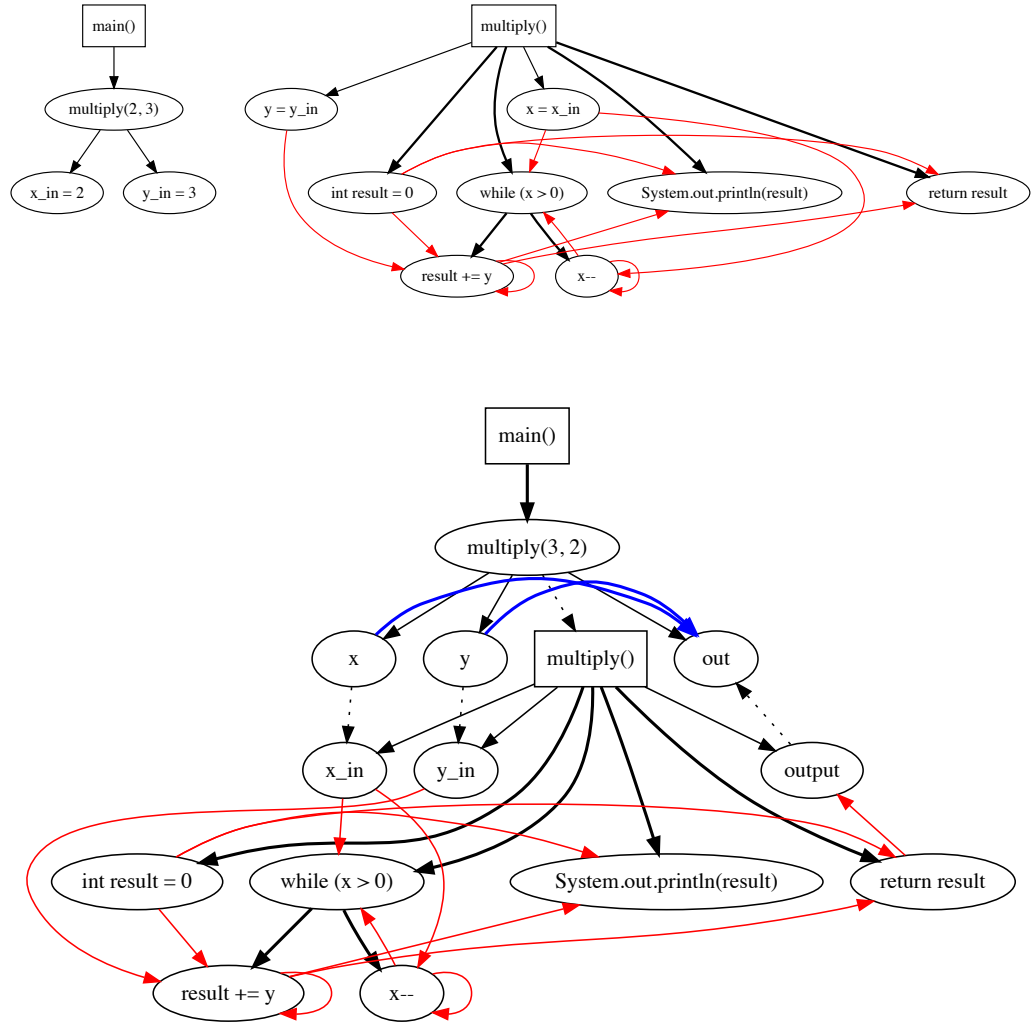 main()
multiply()
multiply(2, 3)
y = y_in
x = x_in
x_in = 2
y_in = 3
int result = 0
while (x > 0)
System.out.println(result)
return result
result += y
x--
main()
multiply(3, 2)
x
y
multiply()
out
x_in
y_in
output
int result = 0
while (x > 0)
System.out.println(result)
return result
result += y
x--